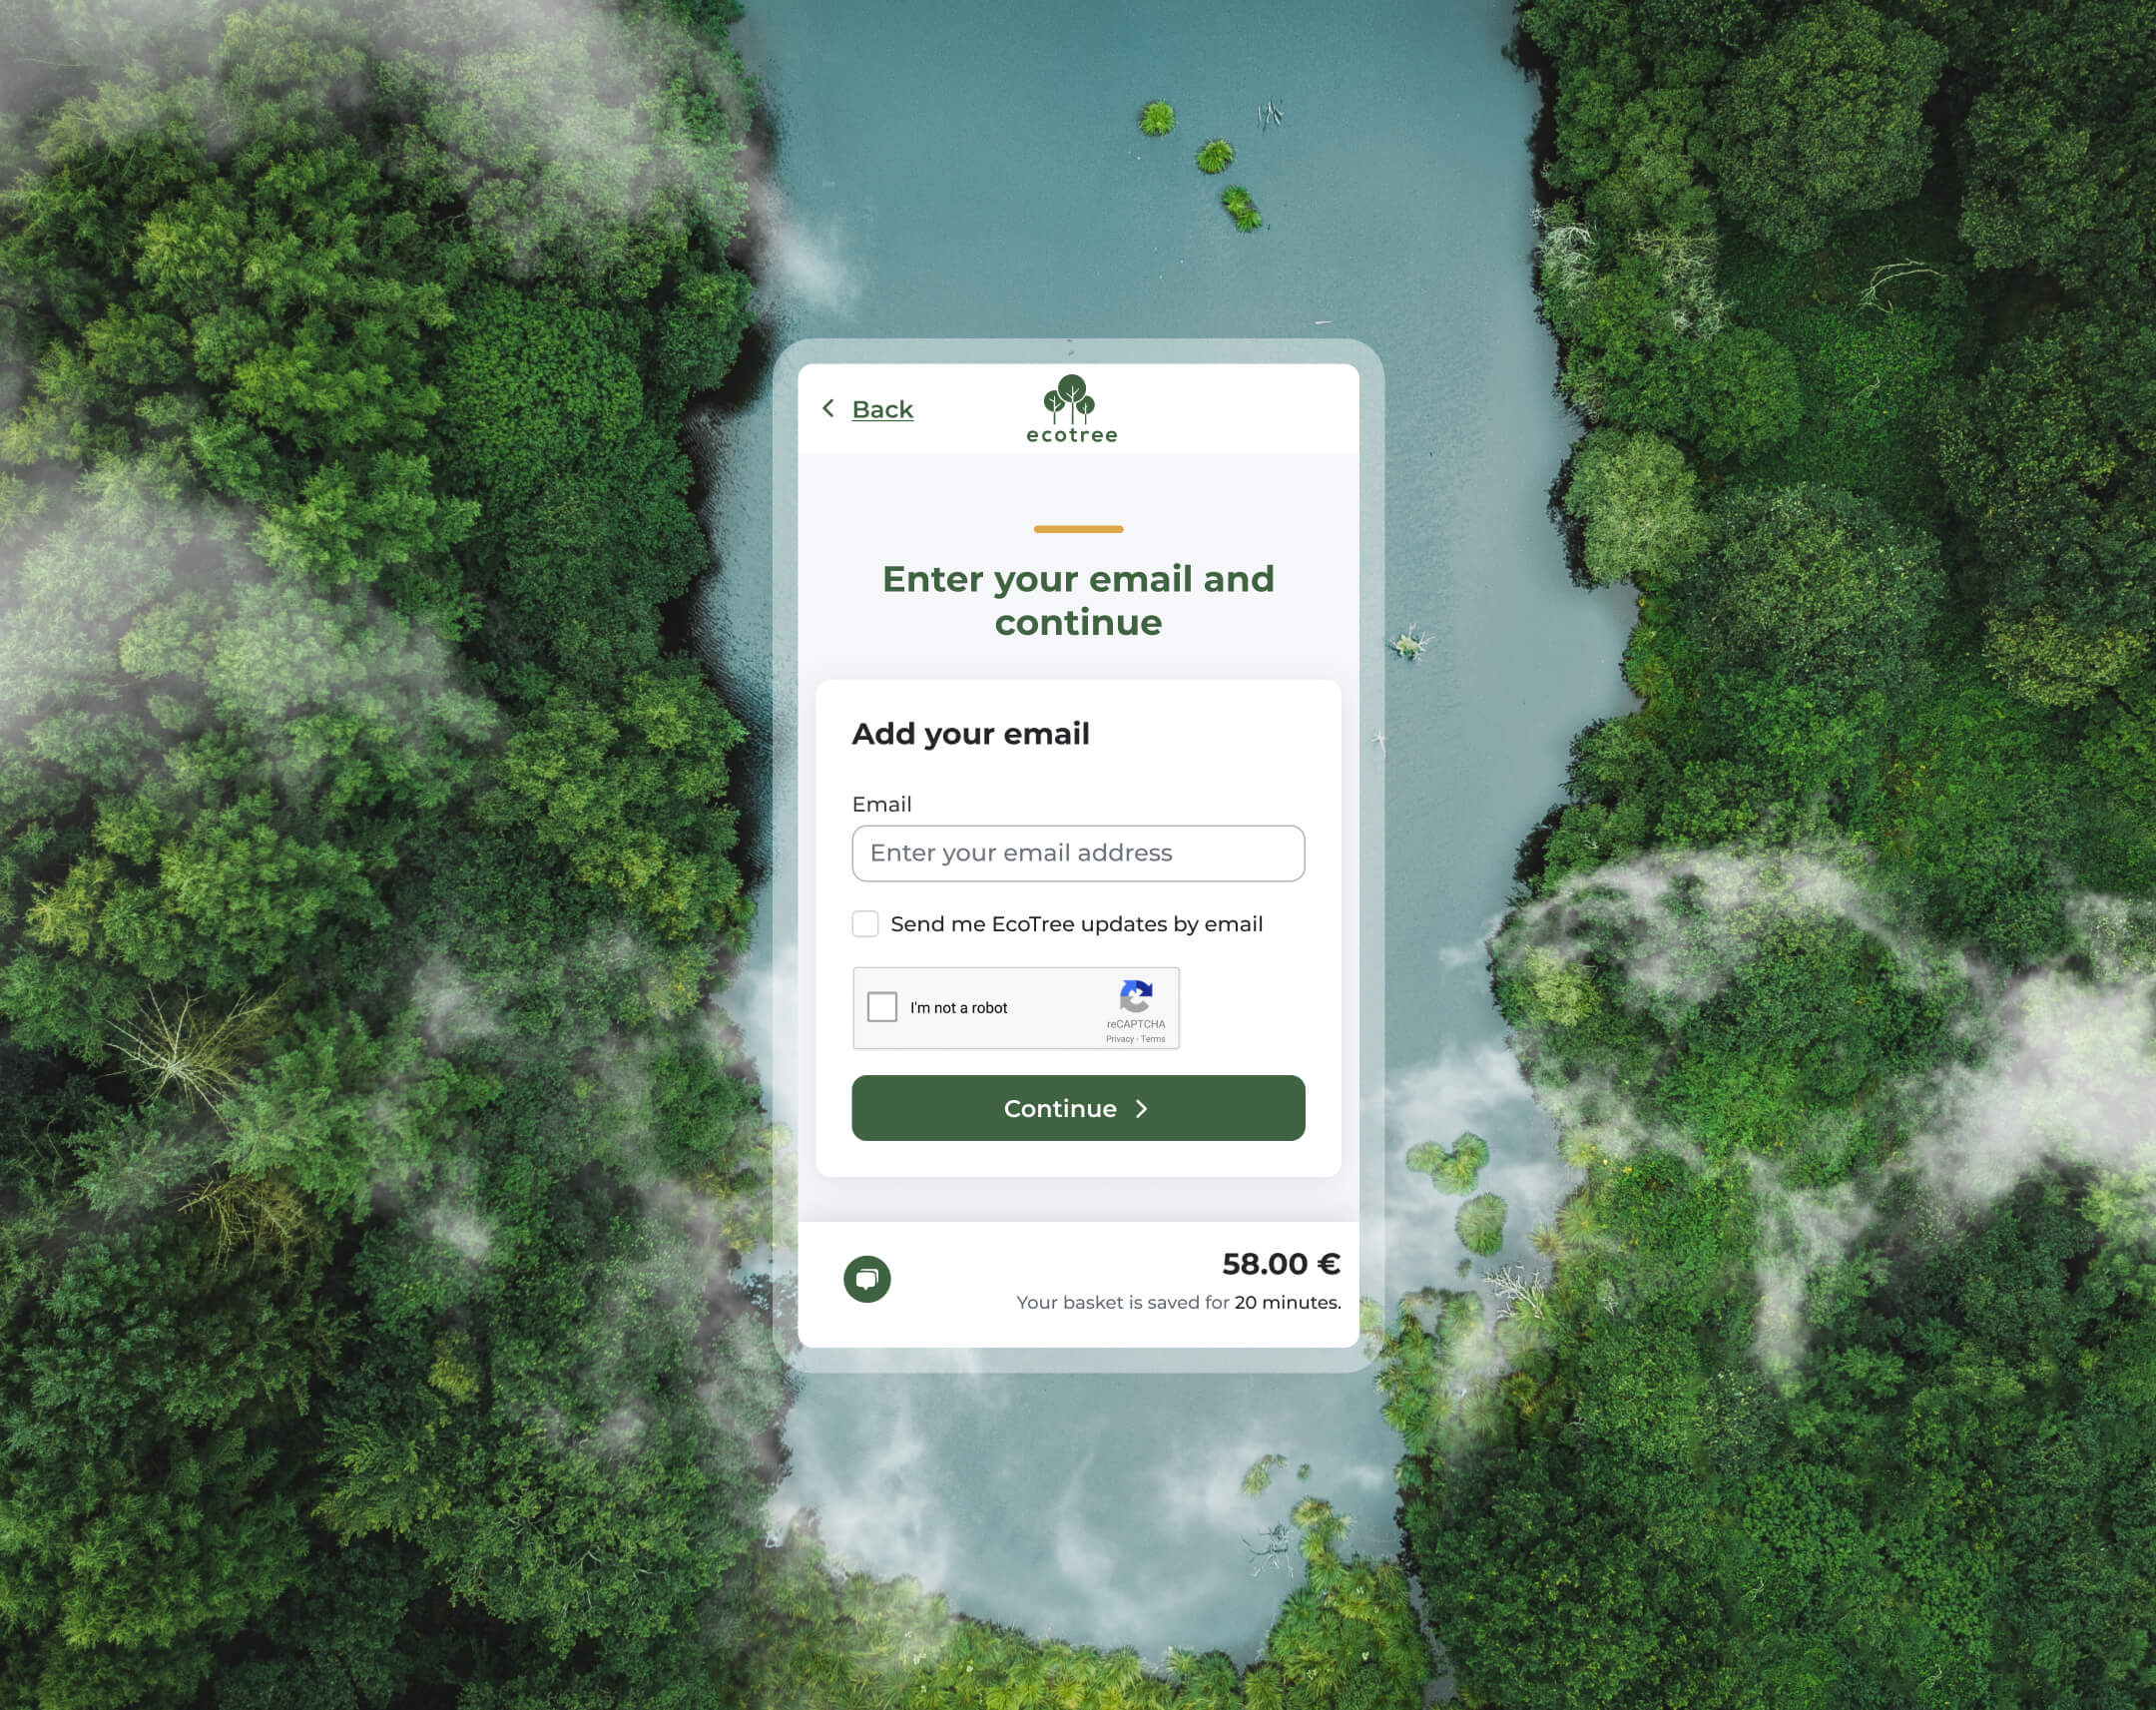 Back
ecotree
Enter your email and
continue
Add your email
Email
Enter your email address
Send me EcoTree updates by email
I'm not a robot
reCAPTCHA
Privacy - Terms
Continue
58.00 €
Your basket is saved for 20 minutes.